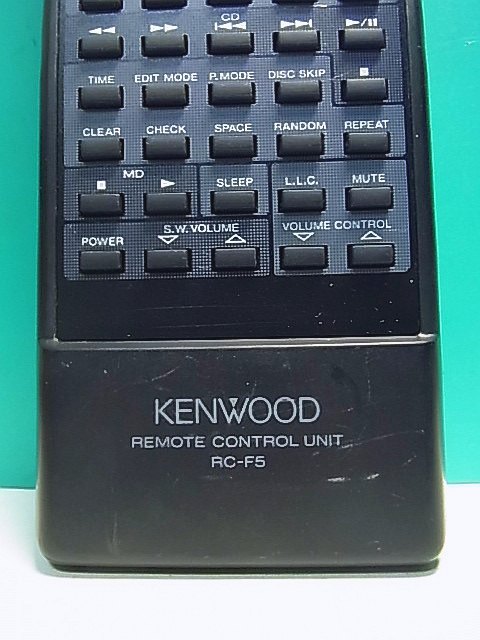 CD
TIME EDIT MODE P.MODE DISC SKIP
CLEAR CHECK SPACE RANDOM REPEAT
MD SLEEP L.L.C. MUTE
POWER S.W.VOLUME VOLUME CONTROL
KENWOOD
REMOTE CONTROL UNIT
RC-F5